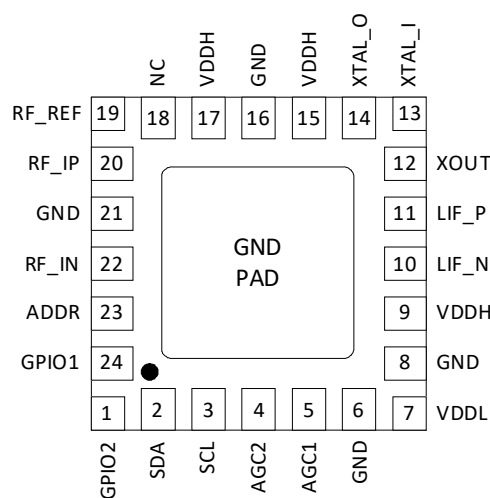 NC
VDDH
GND
VDDH
XTAL_O
XTAL_I
RF_REF 19 18 17 16 15 14 13
RF_IP 20 12 XOUT
GND 21 11 LIF_P
GND
PAD
RF_IN 22 10 LIF_N
ADDR 23 9 VDDH
GPIO1 24 8 GND
1 2 3 4 5 6 7 VDDL
GPIO2
SDA
SCL
AGC2
AGC1
GND